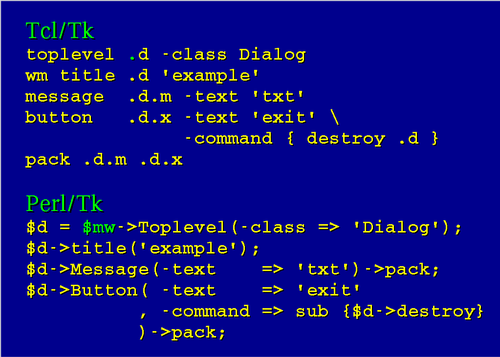 Tcl/Tk
toplevel .d -class Dialog
wm title .d 'example'
message  .d.m -text 'txt'
button   .d.x -text 'exit' \
              -command { destroy .d }
pack .d.m .d.x
Perl/Tk
$d = $mw->Toplevel(-class => 'Dialog');
$d->title('example');
$d->Message(-text    => 'txt')->pack;
$d->Button( -text    => 'exit'
          , -command => sub {$d->destroy}
          )->pack;